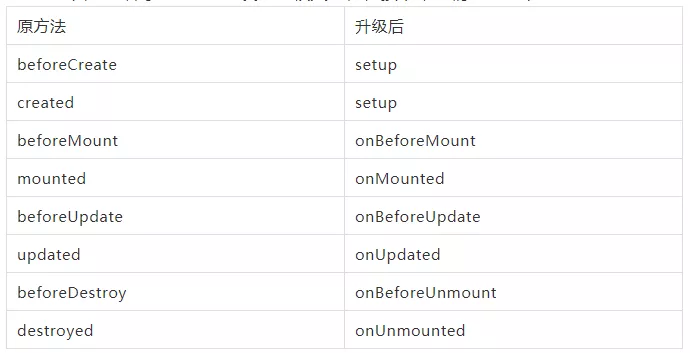 原方法 升级后
beforeCreate setup
created setup
beforeMount onBeforeMount
mounted onMounted
beforeUpdate onBeforeUpdate
updated onUpdated
beforeDestroy onBeforeUnmount
destroyed onUnmounted